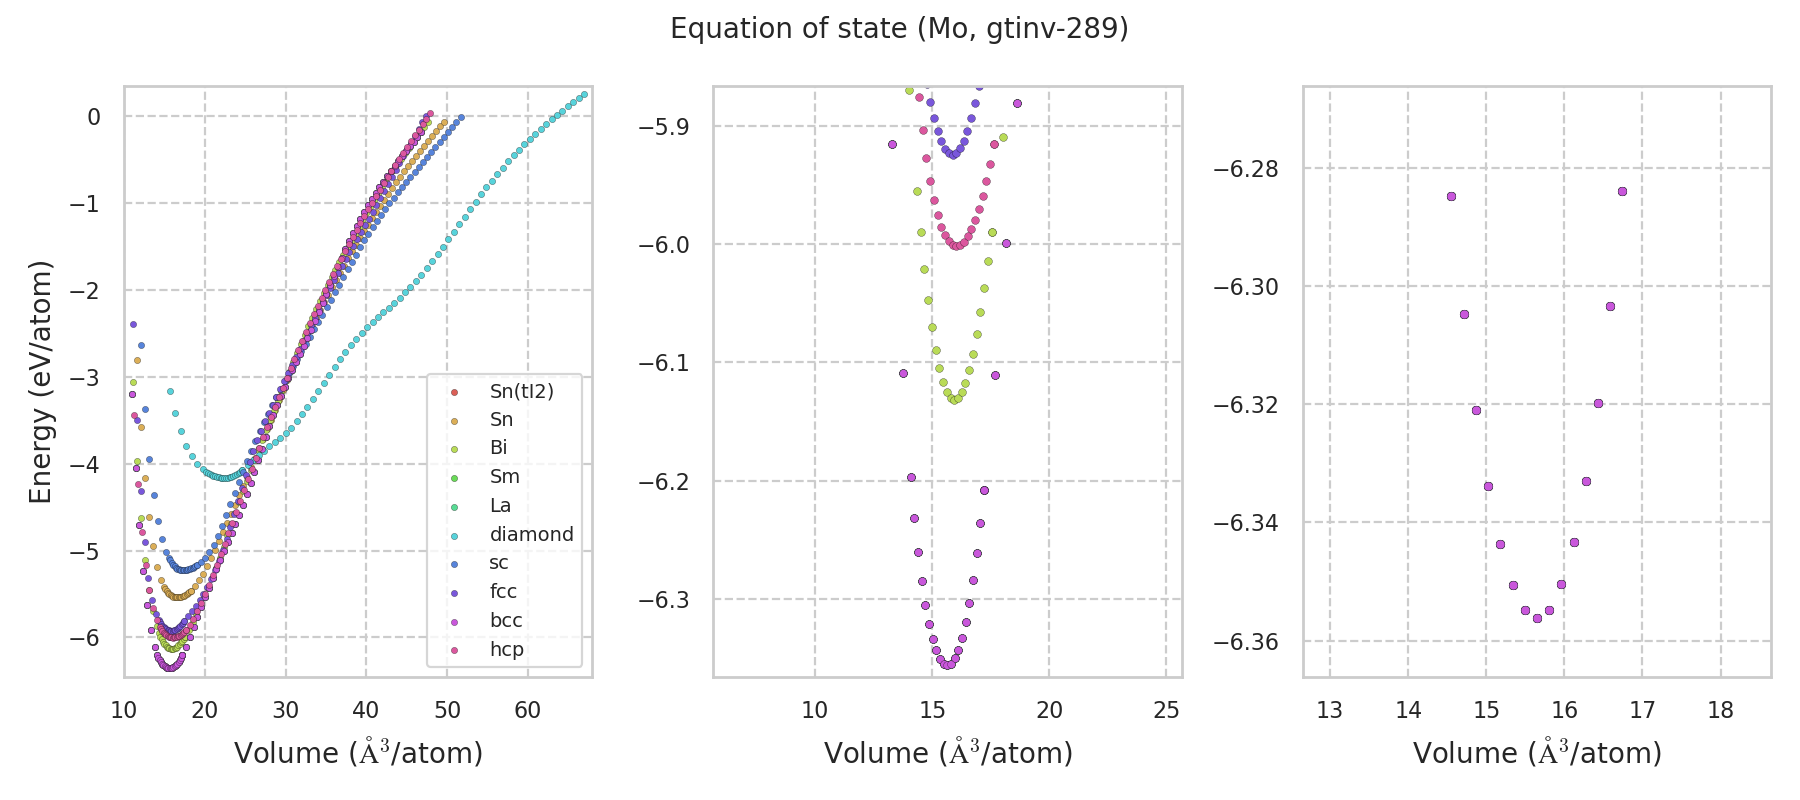 Equation of state (Mo, gtinv-289)
Energy (eV/atom)
0
−1
−2
−3
−4
−5
−6
10 20 30 40 50 60
Volume (Å³/atom)
Sn(tI2)
Sn
Bi
Sm
La
diamond
sc
fcc
bcc
hcp
−5.9
−6.0
−6.1
−6.2
−6.3
10 15 20 25
Volume (Å³/atom)
−6.28
−6.30
−6.32
−6.34
−6.36
13 14 15 16 17 18
Volume (Å³/atom)